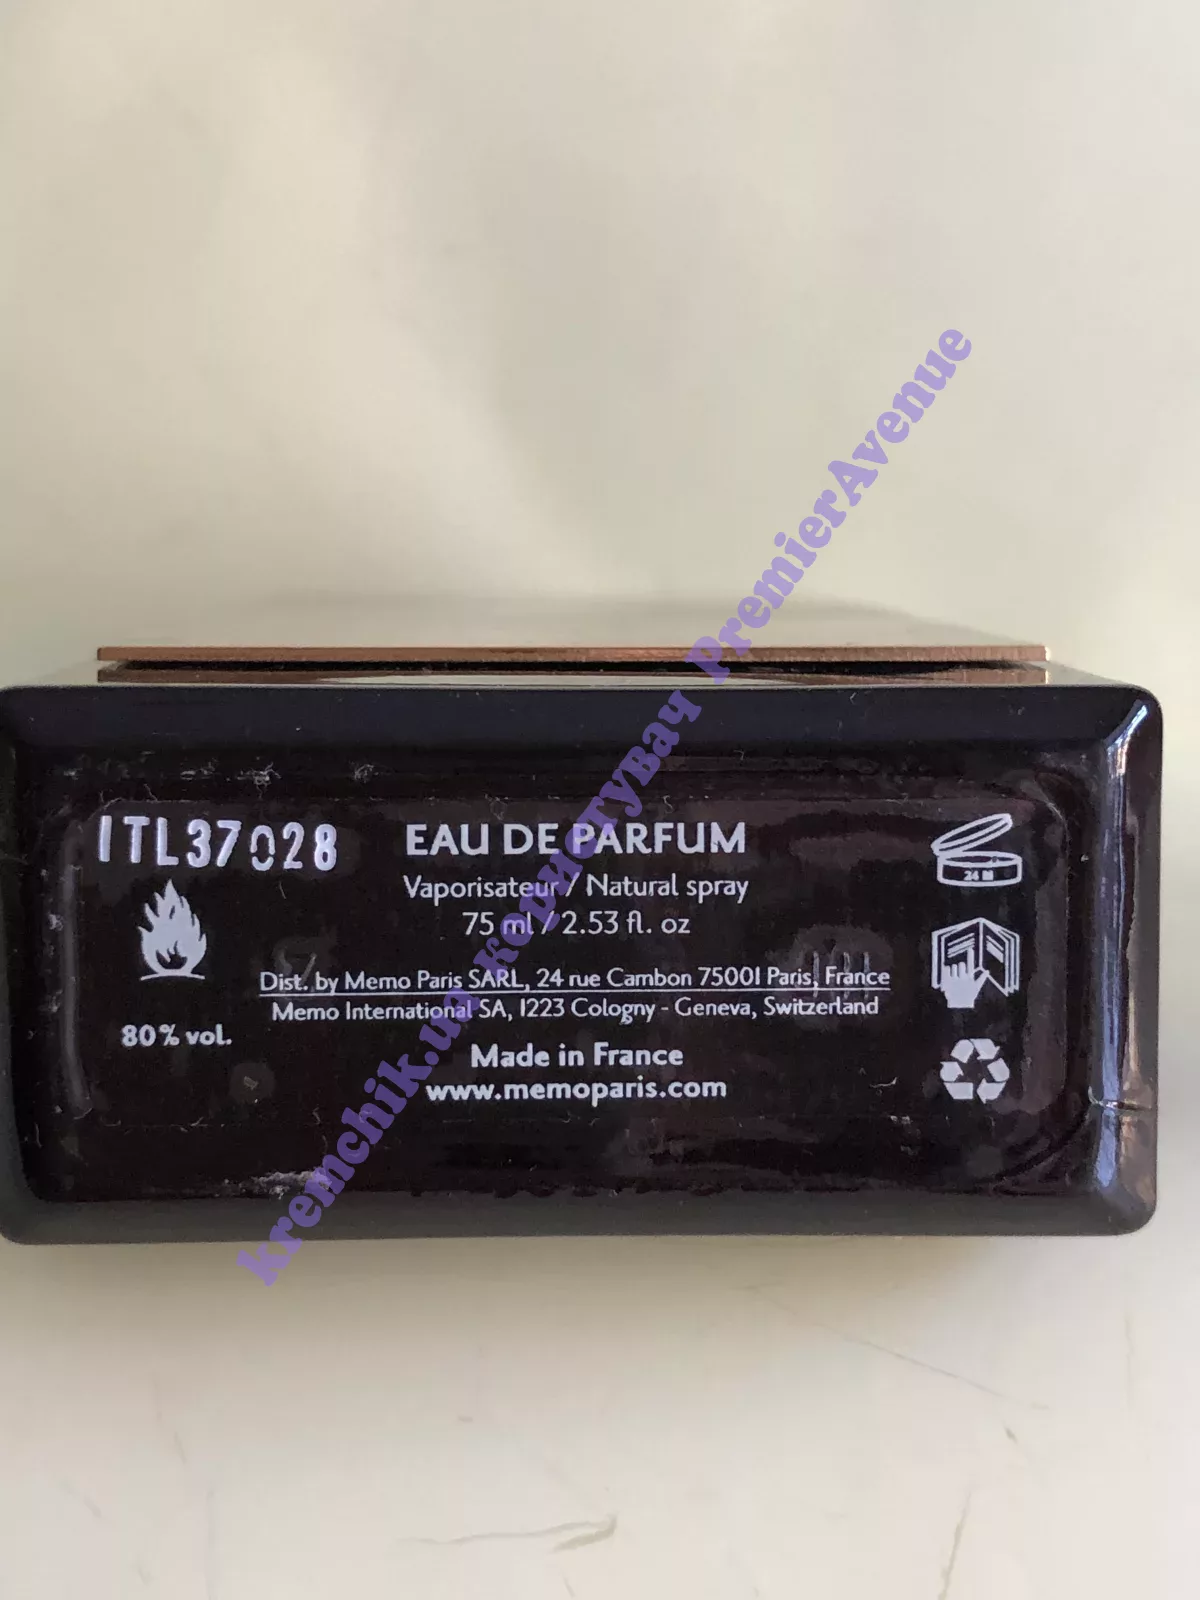 ITL37028
EAU DE PARFUM
Vaporisateur / Natural spray
75 ml / 2.53 fl. oz
24 M
Dist. by Memo Paris SARL, 24 rue Cambon 75001 Paris, France
Memo International SA, 1223 Cologny - Geneva, Switzerland
80 % vol.
Made in France
www.memoparis.com
kremchik.ua користувач PremierAvenue